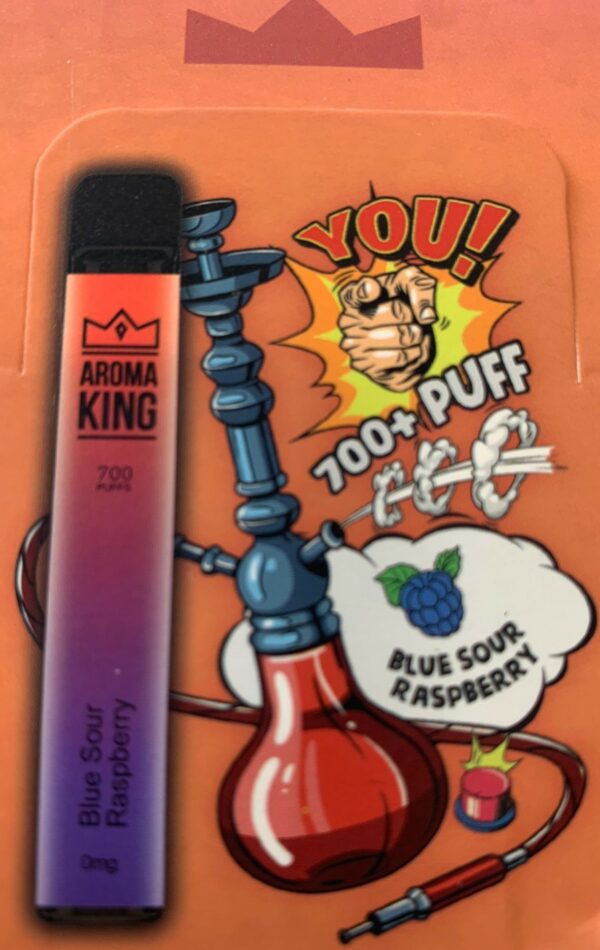 AROMA
KING
700
PUFFS
Blue Sour
Raspberry
0mg
YOU!
700+ PUFF
BLUE SOUR
RASPBERRY